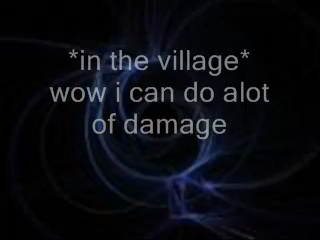 *in the village*
wow i can do alot
of damage